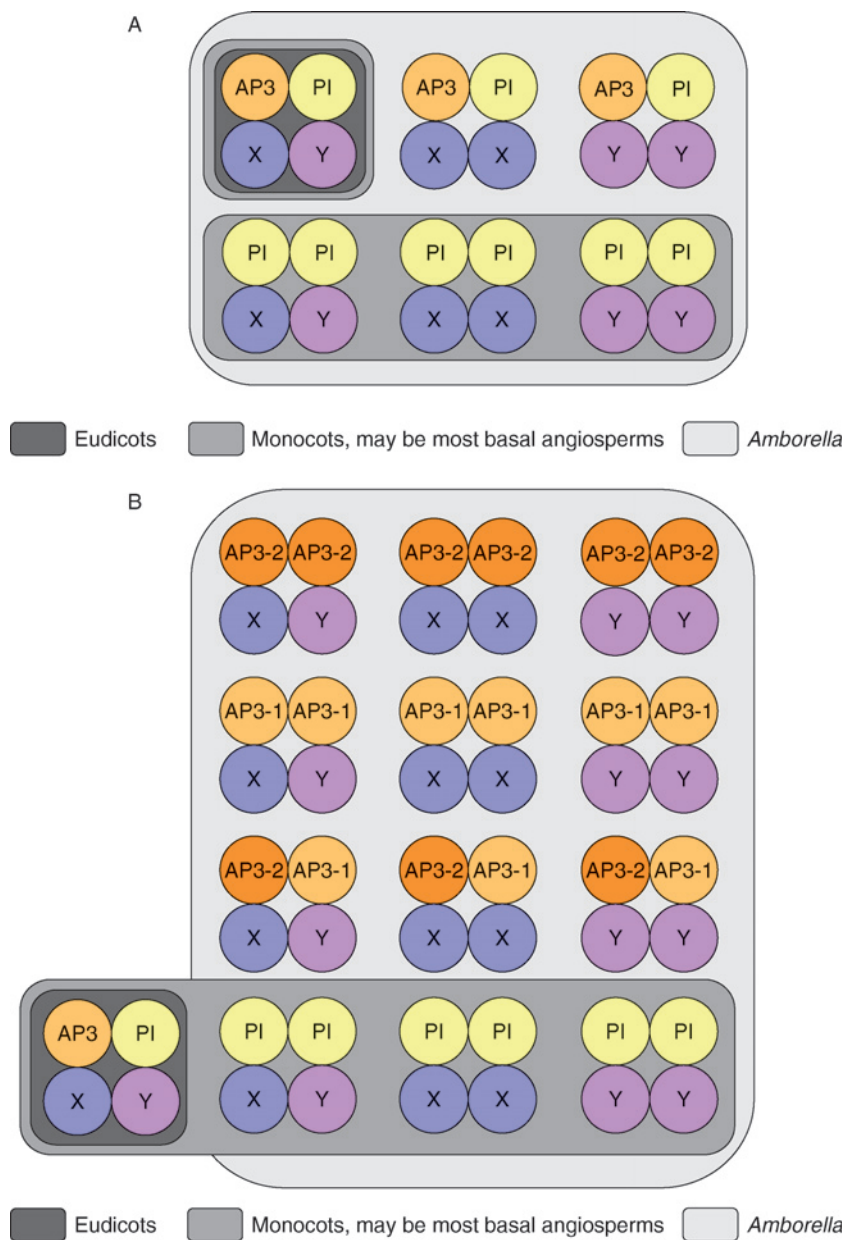 A
AP3 PI AP3 PI AP3 PI
X Y X X Y Y
PI PI PI PI PI PI
X Y X X Y Y
Eudicots Monocots, may be most basal angiosperms Amborella
B
AP3-2 AP3-2 AP3-2 AP3-2 AP3-2 AP3-2
X Y X X Y Y
AP3-1 AP3-1 AP3-1 AP3-1 AP3-1 AP3-1
X Y X X Y Y
AP3-2 AP3-1 AP3-2 AP3-1 AP3-2 AP3-1
X Y X X Y Y
AP3 PI PI PI PI PI PI PI
X Y X Y X X Y Y
Eudicots Monocots, may be most basal angiosperms Amborella